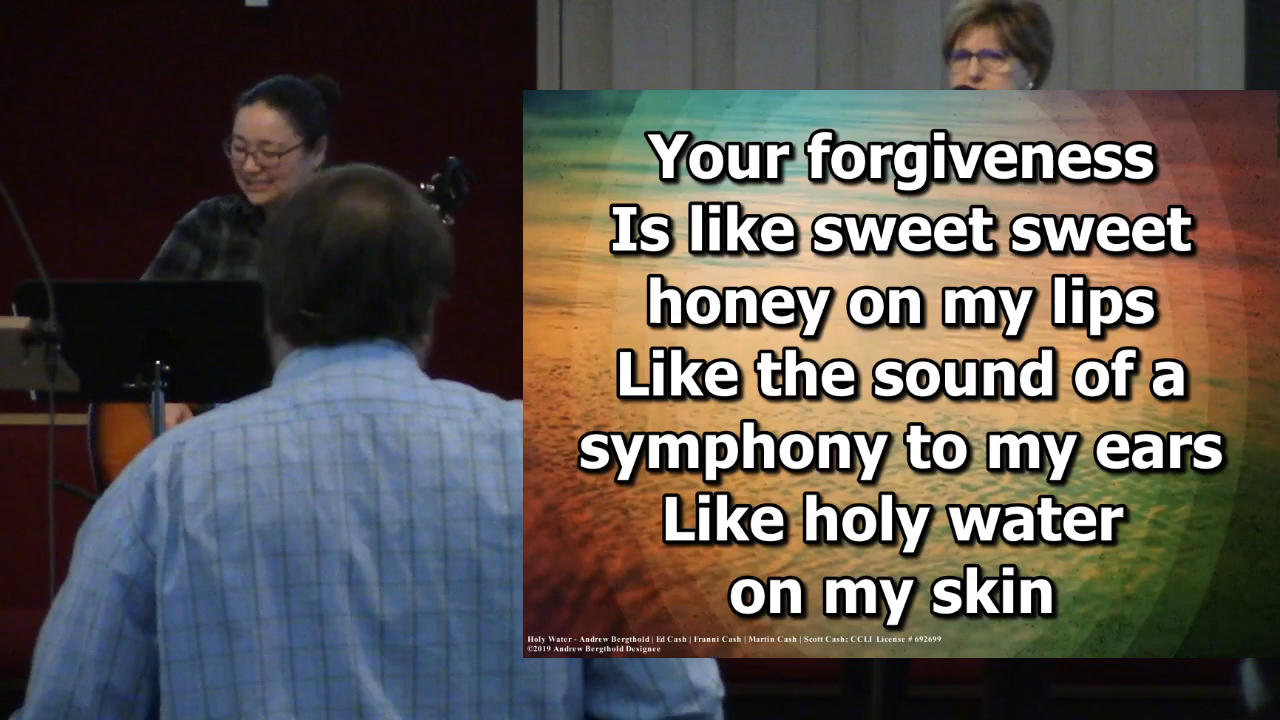 Your forgiveness
Is like sweet sweet
honey on my lips
Like the sound of a
symphony to my ears
Like holy water
on my skin
Holy Water - Andrew Bergthold | Ed Cash | Franni Cash | Martin Cash | Scott Cash; CCLI License # 692699
©2019 Andrew Bergthold Designee